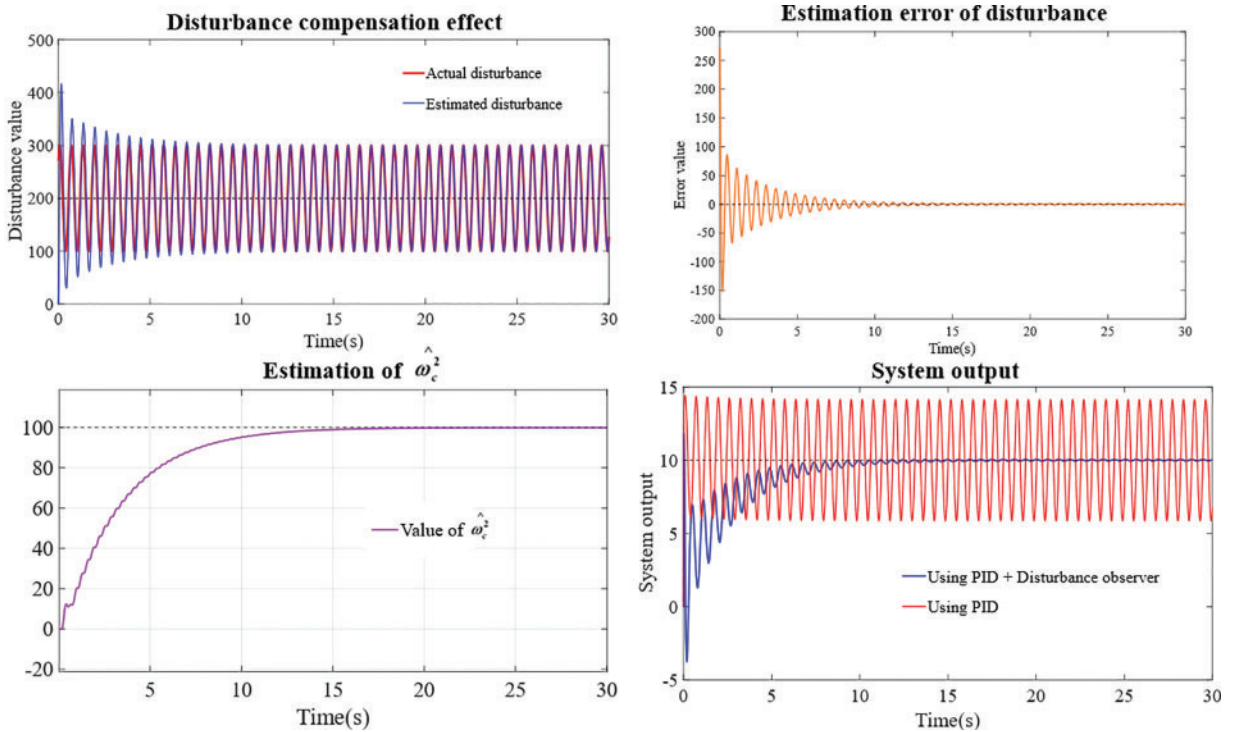 Disturbance compensation effect
500
400
300
200
100
0
Disturbance value
Actual disturbance
Estimated disturbance
0 5 10 15 20 25 30
Time(s)
Estimation error of disturbance
300
250
200
150
100
50
0
-50
-100
-150
-200
Error value
0 5 10 15 20 25 30
Time(s)
Estimation of ω̂_c^2
100
80
60
40
20
0
-20
Value of ω̂_c^2
5 10 15 20 25 30
Time(s)
System output
15
10
5
0
-5
System output
Using PID + Disturbance observer
Using PID
0 5 10 15 20 25 30
Time(s)